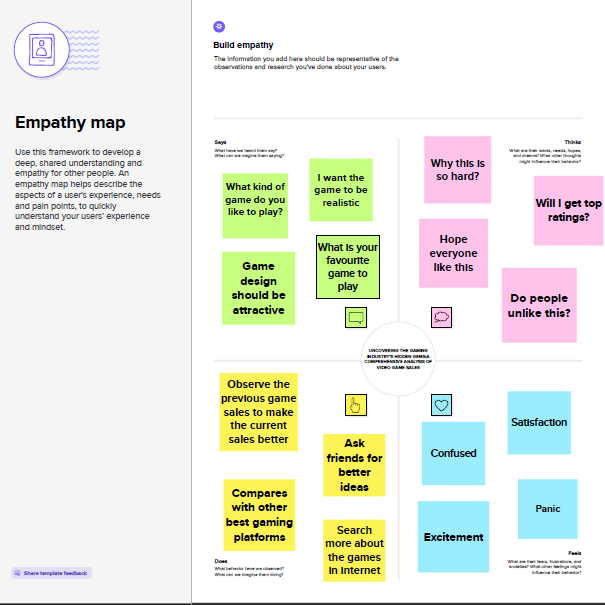 Empathy map
Use this framework to develop a
deep, shared understanding and
empathy for other people. An
empathy map helps describe the
aspects of a user's experience, needs
and pain points, to quickly
understand your users' experience
and mindset.
Share template feedback
Build empathy
The information you add here should be representative of the
observations and research you've done about your users.
Says
What have we heard them say?
What can we imagine them saying?
What kind of
game do you
like to play?
I want the
game to be
realistic
Game
design
should be
attractive
What is your
favourite
game to
play
Thinks
What are their wants, needs, hopes,
and dreams? What other thoughts
might influence their behavior?
Why this is
so hard?
Will I get top
ratings?
Hope
everyone
like this
Do people
unlike this?
UNCOVERING THE GAMING
INDUSTRY'S HIDDEN GEMS:A
COMPREHENSIVE ANALYSIS OF
VIDEO GAME SALES
Observe the
previous game
sales to make
the current
sales better
Ask
friends for
better
ideas
Compares
with other
best gaming
platforms
Search
more about
the games
in Internet
Does
What behavior have we observed?
What can we imagine them doing?
Satisfaction
Confused
Panic
Excitement
Feels
What are their fears, frustrations, and
anxieties? What other feelings might
influence their behavior?